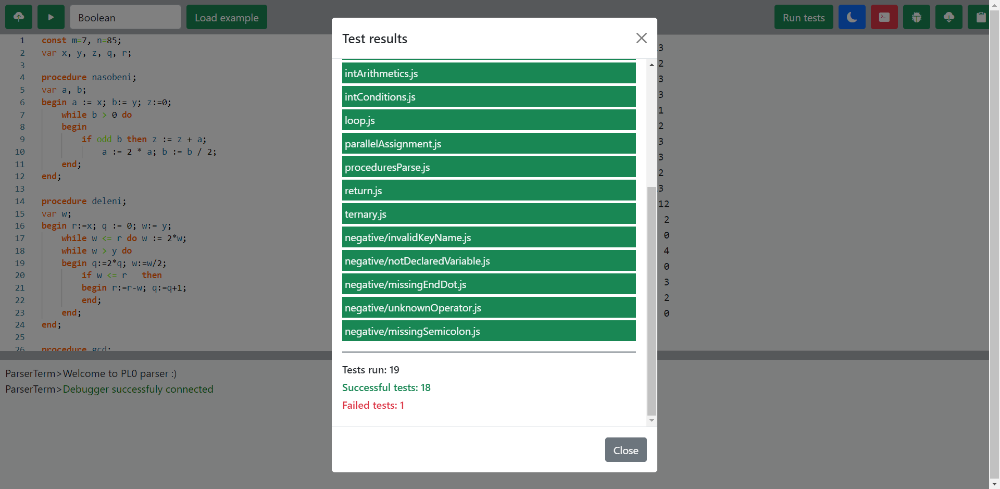 Boolean
Load example
Run tests
1 const m=7, n=85;
2 var x, y, z, q, r;
3
4 procedure nasobeni;
5 var a, b;
6 begin a := x; b:= y; z:=0;
7 while b > 0 do
8 begin
9 if odd b then z := z + a;
10 a := 2 * a; b := b / 2;
11 end;
12 end;
13
14 procedure deleni;
15 var w;
16 begin r:=x; q := 0; w:= y;
17 while w <= r do w := 2*w;
18 while w > y do
19 begin q:=2*q; w:=w/2;
20 if w <= r then
21 begin r:=r-w; q:=q+1;
22 end;
23 end;
24 end;
25
26 procedure gcd;
Test results
intArithmetics.js
intConditions.js
loop.js
parallelAssignment.js
proceduresParse.js
return.js
ternary.js
negative/invalidKeyName.js
negative/notDeclaredVariable.js
negative/missingEndDot.js
negative/unknownOperator.js
negative/missingSemicolon.js
Tests run: 19
Successful tests: 18
Failed tests: 1
Close
3
2
3
3
1
2
3
3
2
3
12
2
0
4
0
3
2
0
ParserTerm>Welcome to PL0 parser :)
ParserTerm>Debugger successfuly connected